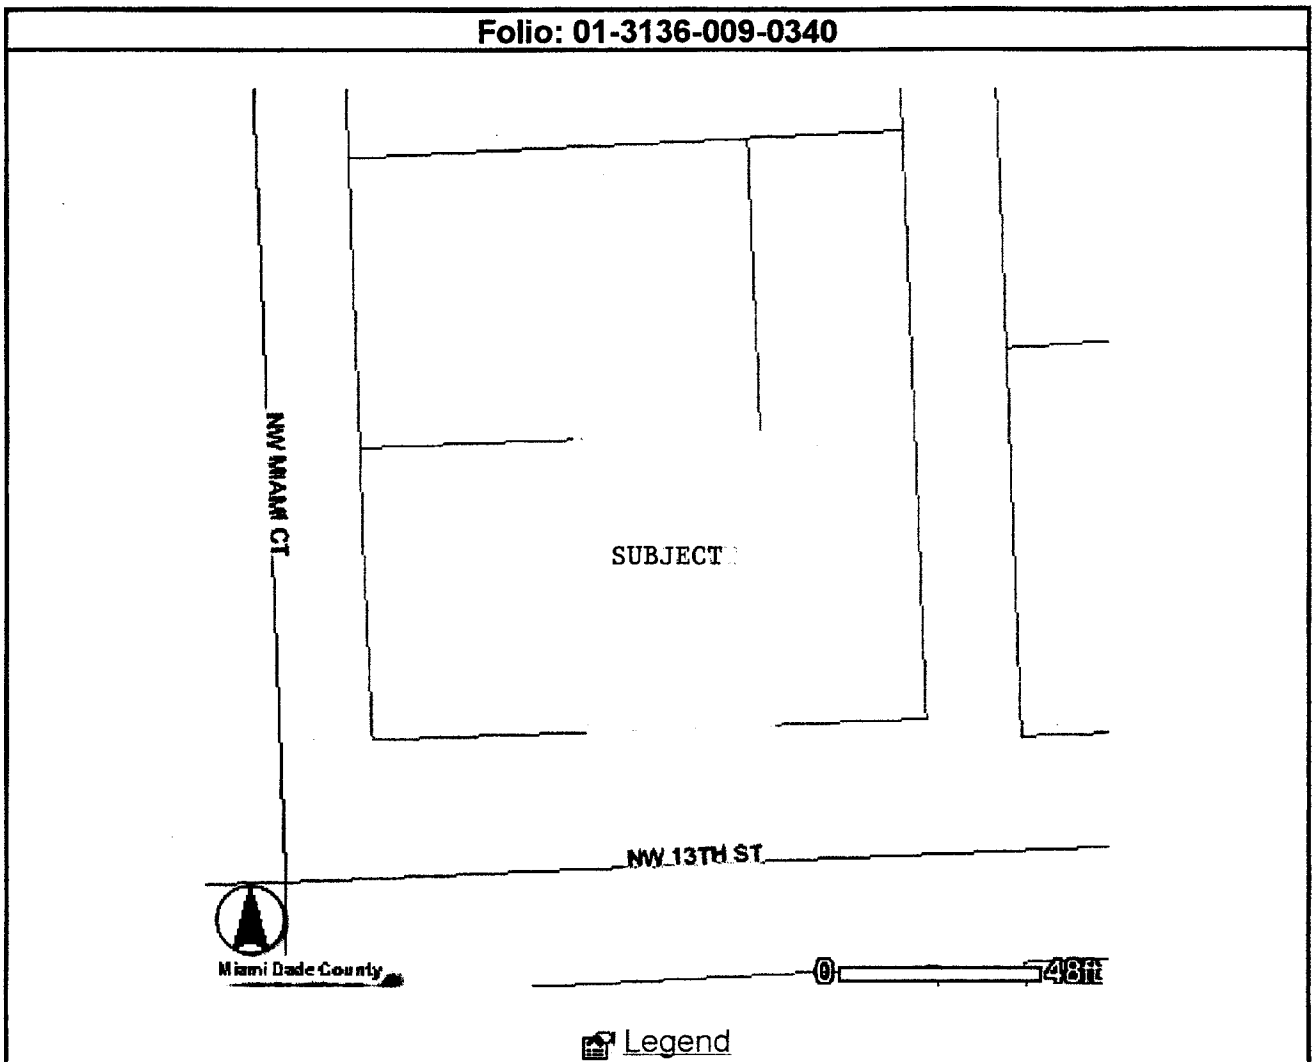 Folio: 01-3136-009-0340
NW MIAMI CT
SUBJECT
NW 13TH ST
Miami Dade County
0 48ft
Legend